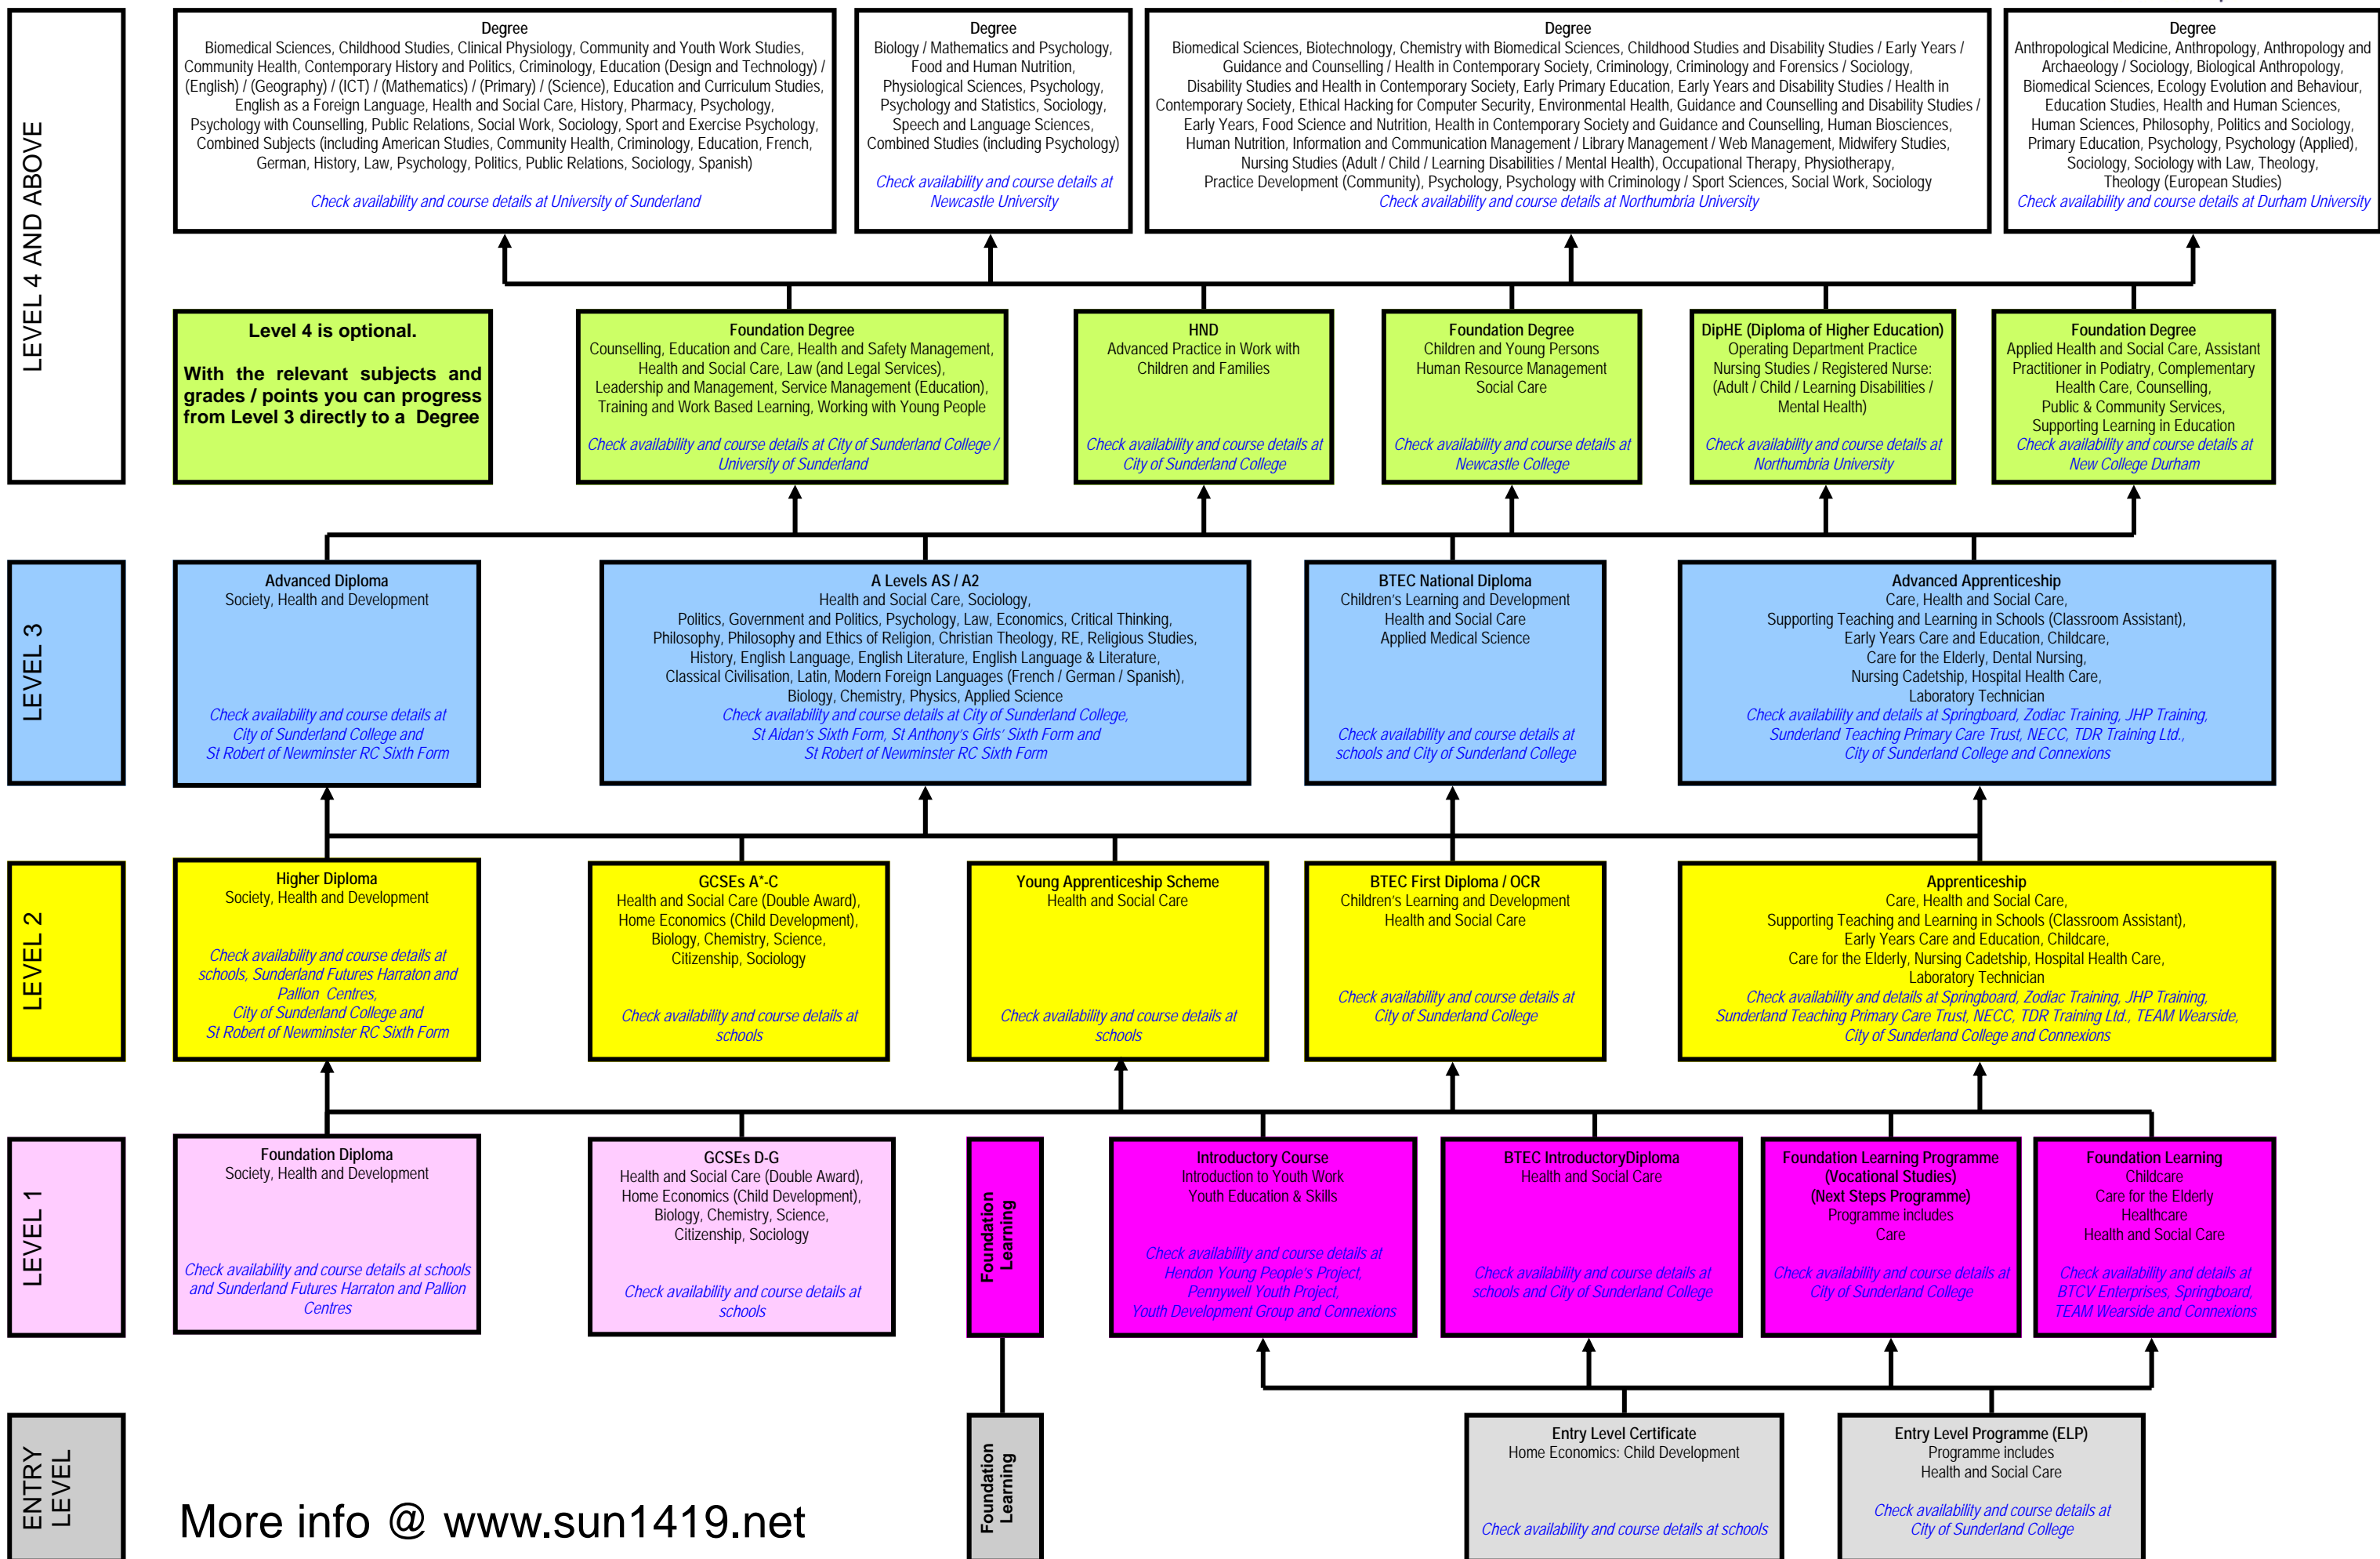 LEVEL 4 AND ABOVE
Degree
Biomedical Sciences, Childhood Studies, Clinical Physiology, Community and Youth Work Studies,
Community Health, Contemporary History and Politics, Criminology, Education (Design and Technology) /
(English) / (Geography) / (ICT) / (Mathematics) / (Primary) / (Science), Education and Curriculum Studies,
English as a Foreign Language, Health and Social Care, History, Pharmacy, Psychology,
Psychology with Counselling, Public Relations, Social Work, Sociology, Sport and Exercise Psychology,
Combined Subjects (including American Studies, Community Health, Criminology, Education, French,
German, History, Law, Psychology, Politics, Public Relations, Sociology, Spanish)
Check availability and course details at University of Sunderland
Degree
Biology / Mathematics and Psychology,
Food and Human Nutrition,
Physiological Sciences, Psychology,
Psychology and Statistics, Sociology,
Speech and Language Sciences,
Combined Studies (including Psychology)
Check availability and course details at
Newcastle University
Degree
Biomedical Sciences, Biotechnology, Chemistry with Biomedical Sciences, Childhood Studies and Disability Studies / Early Years /
Guidance and Counselling / Health in Contemporary Society, Criminology, Criminology and Forensics / Sociology,
Disability Studies and Health in Contemporary Society, Early Primary Education, Early Years and Disability Studies / Health in
Contemporary Society, Ethical Hacking for Computer Security, Environmental Health, Guidance and Counselling and Disability Studies /
Early Years, Food Science and Nutrition, Health in Contemporary Society and Guidance and Counselling, Human Biosciences,
Human Nutrition, Information and Communication Management / Library Management / Web Management, Midwifery Studies,
Nursing Studies (Adult / Child / Learning Disabilities / Mental Health), Occupational Therapy, Physiotherapy,
Practice Development (Community), Psychology, Psychology with Criminology / Sport Sciences, Social Work, Sociology
Check availability and course details at Northumbria University
Degree
Anthropological Medicine, Anthropology, Anthropology and
Archaeology / Sociology, Biological Anthropology,
Biomedical Sciences, Ecology Evolution and Behaviour,
Education Studies, Health and Human Sciences,
Human Sciences, Philosophy, Politics and Sociology,
Primary Education, Psychology, Psychology (Applied),
Sociology, Sociology with Law, Theology,
Theology (European Studies)
Check availability and course details at Durham University
Level 4 is optional.
With the relevant subjects and
grades / points you can progress
from Level 3 directly to a Degree
Foundation Degree
Counselling, Education and Care, Health and Safety Management,
Health and Social Care, Law (and Legal Services),
Leadership and Management, Service Management (Education),
Training and Work Based Learning, Working with Young People
Check availability and course details at City of Sunderland College /
University of Sunderland
HND
Advanced Practice in Work with
Children and Families
Check availability and course details at
City of Sunderland College
Foundation Degree
Children and Young Persons
Human Resource Management
Social Care
Check availability and course details at
Newcastle College
DipHE (Diploma of Higher Education)
Operating Department Practice
Nursing Studies / Registered Nurse:
(Adult / Child / Learning Disabilities /
Mental Health)
Check availability and course details at
Northumbria University
Foundation Degree
Applied Health and Social Care, Assistant
Practitioner in Podiatry, Complementary
Health Care, Counselling,
Public & Community Services,
Supporting Learning in Education
Check availability and course details at
New College Durham
LEVEL 3
Advanced Diploma
Society, Health and Development
Check availability and course details at
City of Sunderland College and
St Robert of Newminster RC Sixth Form
A Levels AS / A2
Health and Social Care, Sociology,
Politics, Government and Politics, Psychology, Law, Economics, Critical Thinking,
Philosophy, Philosophy and Ethics of Religion, Christian Theology, RE, Religious Studies,
History, English Language, English Literature, English Language & Literature,
Classical Civilisation, Latin, Modern Foreign Languages (French / German / Spanish),
Biology, Chemistry, Physics, Applied Science
Check availability and course details at City of Sunderland College,
St Aidan's Sixth Form, St Anthony's Girls' Sixth Form and
St Robert of Newminster RC Sixth Form
BTEC National Diploma
Children's Learning and Development
Health and Social Care
Applied Medical Science
Check availability and course details at
schools and City of Sunderland College
Advanced Apprenticeship
Care, Health and Social Care,
Supporting Teaching and Learning in Schools (Classroom Assistant),
Early Years Care and Education, Childcare,
Care for the Elderly, Dental Nursing,
Nursing Cadetship, Hospital Health Care,
Laboratory Technician
Check availability and details at Springboard, Zodiac Training, JHP Training,
Sunderland Teaching Primary Care Trust, NECC, TDR Training Ltd.,
City of Sunderland College and Connexions
LEVEL 2
Higher Diploma
Society, Health and Development
Check availability and course details at
schools, Sunderland Futures Harraton and
Pallion Centres,
City of Sunderland College and
St Robert of Newminster RC Sixth Form
GCSEs A*-C
Health and Social Care (Double Award),
Home Economics (Child Development),
Biology, Chemistry, Science,
Citizenship, Sociology
Check availability and course details at
schools
Young Apprenticeship Scheme
Health and Social Care
Check availability and course details at
schools
BTEC First Diploma / OCR
Children's Learning and Development
Health and Social Care
Check availability and course details at
City of Sunderland College
Apprenticeship
Care, Health and Social Care,
Supporting Teaching and Learning in Schools (Classroom Assistant),
Early Years Care and Education, Childcare,
Care for the Elderly, Nursing Cadetship, Hospital Health Care,
Laboratory Technician
Check availability and details at Springboard, Zodiac Training, JHP Training,
Sunderland Teaching Primary Care Trust, NECC, TDR Training Ltd., TEAM Wearside,
City of Sunderland College and Connexions
LEVEL 1
Foundation Diploma
Society, Health and Development
Check availability and course details at schools
and Sunderland Futures Harraton and Pallion
Centres
GCSEs D-G
Health and Social Care (Double Award),
Home Economics (Child Development),
Biology, Chemistry, Science,
Citizenship, Sociology
Check availability and course details at
schools
Foundation
Learning
Introductory Course
Introduction to Youth Work
Youth Education & Skills
Check availability and course details at
Hendon Young People's Project,
Pennywell Youth Project,
Youth Development Group and Connexions
BTEC IntroductoryDiploma
Health and Social Care
Check availability and course details at
schools and City of Sunderland College
Foundation Learning Programme
(Vocational Studies)
(Next Steps Programme)
Programme includes
Care
Check availability and course details at
City of Sunderland College
Foundation Learning
Childcare
Care for the Elderly
Healthcare
Health and Social Care
Check availability and details at
BTCV Enterprises, Springboard,
TEAM Wearside and Connexions
ENTRY
LEVEL
More info @ www.sun1419.net
Foundation
Learning
Entry Level Certificate
Home Economics: Child Development
Check availability and course details at schools
Entry Level Programme (ELP)
Programme includes
Health and Social Care
Check availability and course details at
City of Sunderland College